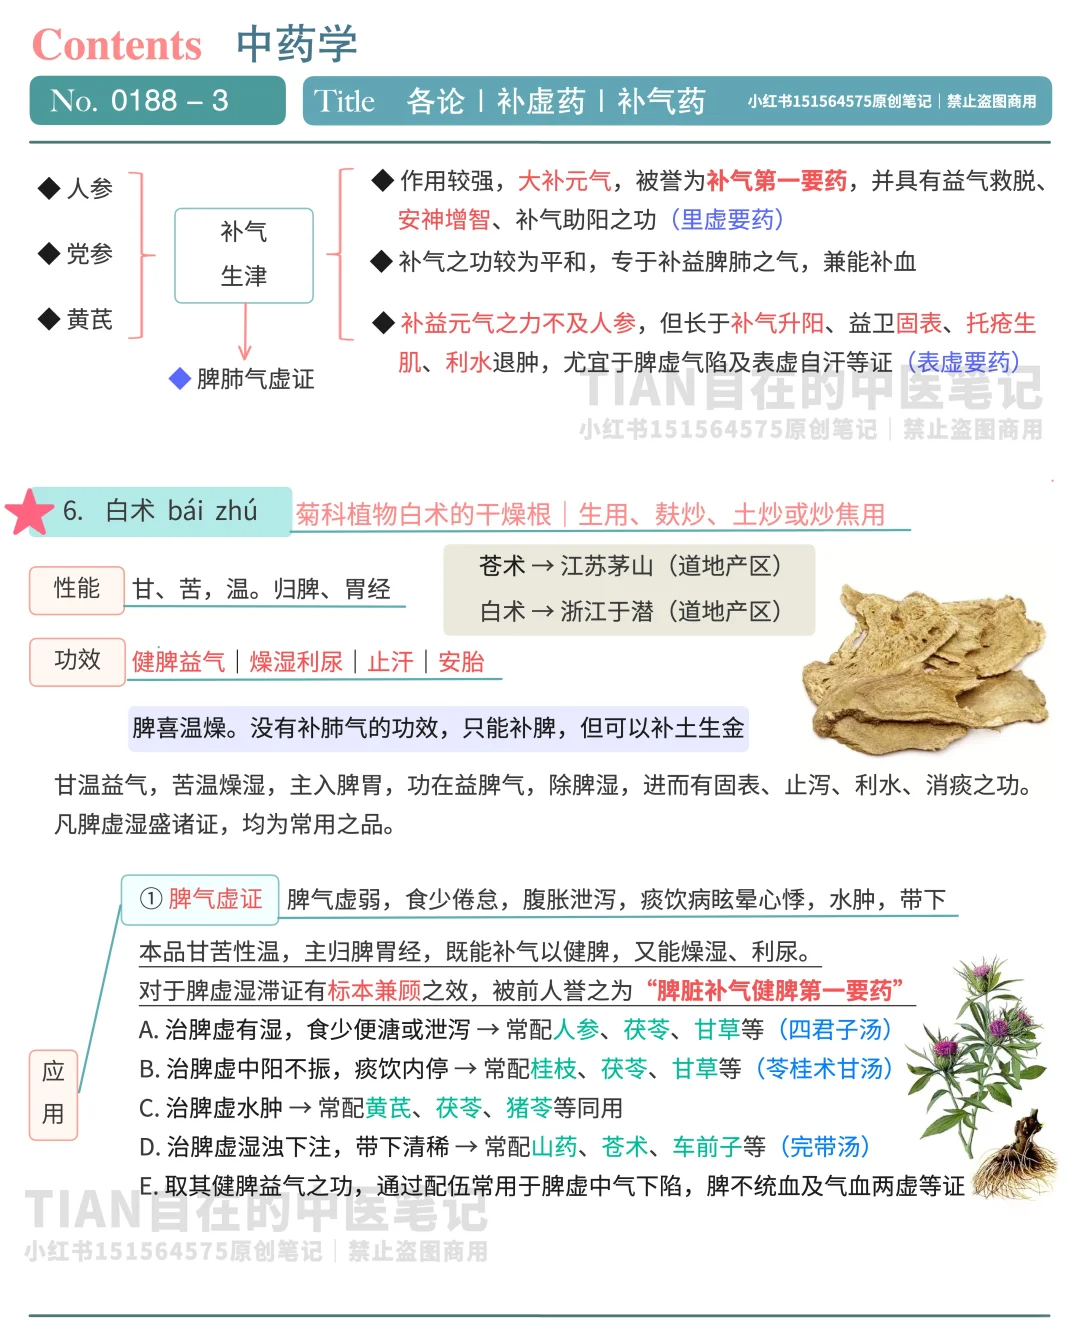 Contents 中药学
No. 0188 – 3
Title 各论丨补虚药丨补气药 小红书151564575原创笔记｜禁止盗图商用
◆ 人参
◆ 党参
◆ 黄芪
补气
生津
◆ 脾肺气虚证
◆ 作用较强，大补元气，被誉为补气第一要药，并具有益气救脱、
安神增智、补气助阳之功（里虚要药）
◆ 补气之功较为平和，专于补益脾肺之气，兼能补血
◆ 补益元气之力不及人参，但长于补气升阳、益卫固表、托疮生
肌、利水退肿，尤宜于脾虚气陷及表虚自汗等证（表虚要药）
TIAN自在的中医笔记
小红书151564575原创笔记｜禁止盗图商用
6. 白术 bái zhú 菊科植物白术的干燥根｜生用、麸炒、土炒或炒焦用
苍术→江苏茅山（道地产区）
白术→浙江于潜（道地产区）
性能 甘、苦，温。归脾、胃经
功效 健脾益气｜燥湿利尿｜止汗｜安胎
脾喜温燥。没有补肺气的功效，只能补脾，但可以补土生金
甘温益气，苦温燥湿，主入脾胃，功在益脾气，除脾湿，进而有固表、止泻、利水、消痰之功。
凡脾虚湿盛诸证，均为常用之品。
应
用
① 脾气虚证 脾气虚弱，食少倦怠，腹胀泄泻，痰饮病眩晕心悸，水肿，带下
本品甘苦性温，主归脾胃经，既能补气以健脾，又能燥湿、利尿。
对于脾虚湿滞证有标本兼顾之效，被前人誉之为“脾脏补气健脾第一要药”
A. 治脾虚有湿，食少便溏或泄泻→常配人参、茯苓、甘草等（四君子汤）
B. 治脾虚中阳不振，痰饮内停→常配桂枝、茯苓、甘草等（苓桂术甘汤）
C. 治脾虚水肿→常配黄芪、茯苓、猪苓等同用
D. 治脾虚湿浊下注，带下清稀→常配山药、苍术、车前子等（完带汤）
E. 取其健脾益气之功，通过配伍常用于脾虚中气下陷，脾不统血及气血两虚等证
TIAN自在的中医笔记
小红书151564575原创笔记｜禁止盗图商用